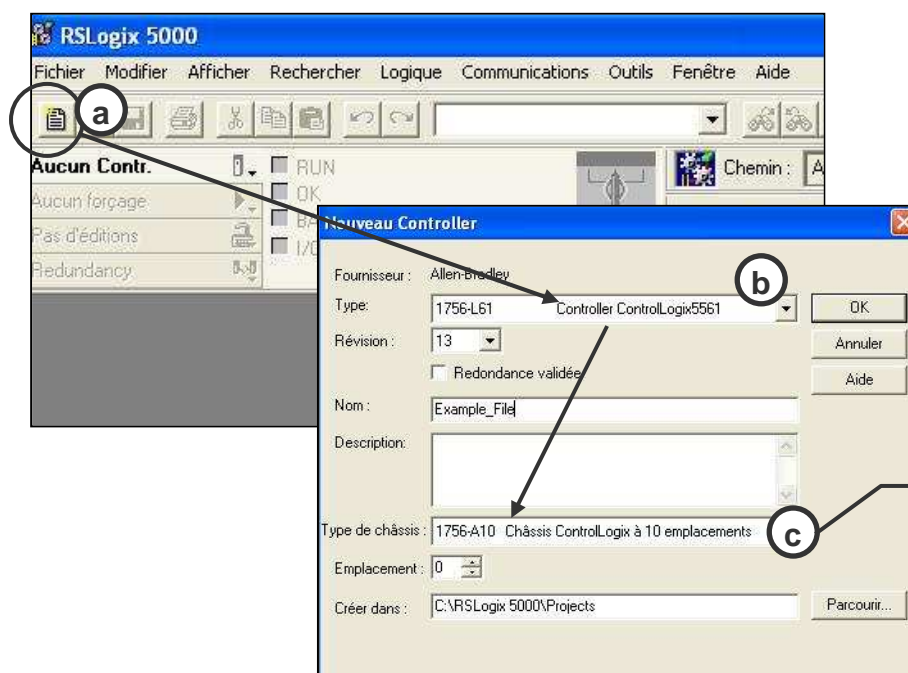 RSLogix 5000
Fichier Modifier Afficher Rechercher Logique Communications Outils Fenêtre Aide
a
Aucun Contr.
RUN
Chemin : A
Aucun forçage
OK
Pas d'éditions
BA
I/O
Redundancy
Nouveau Controller
Fournisseur : Allen-Bradley
b
Type: 1756-L61 Controller ControlLogix5561
OK
Révision : 13
Annuler
Redondance validée
Aide
Nom : Example_File
Description:
Type de châssis : 1756-A10 Châssis ControlLogix à 10 emplacements
c
Emplacement : 0
Créer dans : C:\RSLogix 5000\Projects
Parcourir...